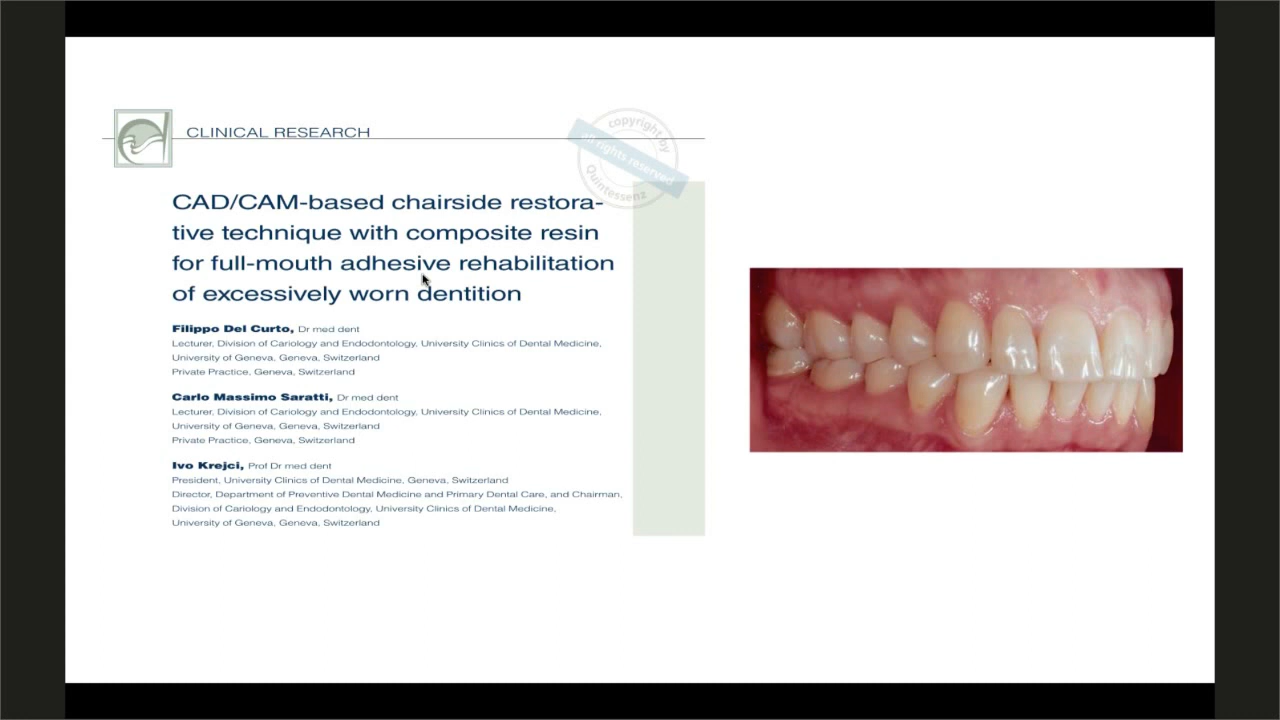 CLINICAL RESEARCH
copyright by
all rights reserved
Quintessenz
CAD/CAM-based chairside restora-
tive technique with composite resin
for full-mouth adhesive rehabilitation
of excessively worn dentition
Filippo Del Curto, Dr med dent
Lecturer, Division of Cariology and Endodontology, University Clinics of Dental Medicine,
University of Geneva, Geneva, Switzerland
Private Practice, Geneva, Switzerland
Carlo Massimo Saratti, Dr med dent
Lecturer, Division of Cariology and Endodontology, University Clinics of Dental Medicine,
University of Geneva, Geneva, Switzerland
Private Practice, Geneva, Switzerland
Ivo Krejci, Prof Dr med dent
President, University Clinics of Dental Medicine, Geneva, Switzerland
Director, Department of Preventive Dental Medicine and Primary Dental Care, and Chairman,
Division of Cariology and Endodontology, University Clinics of Dental Medicine,
University of Geneva, Geneva, Switzerland